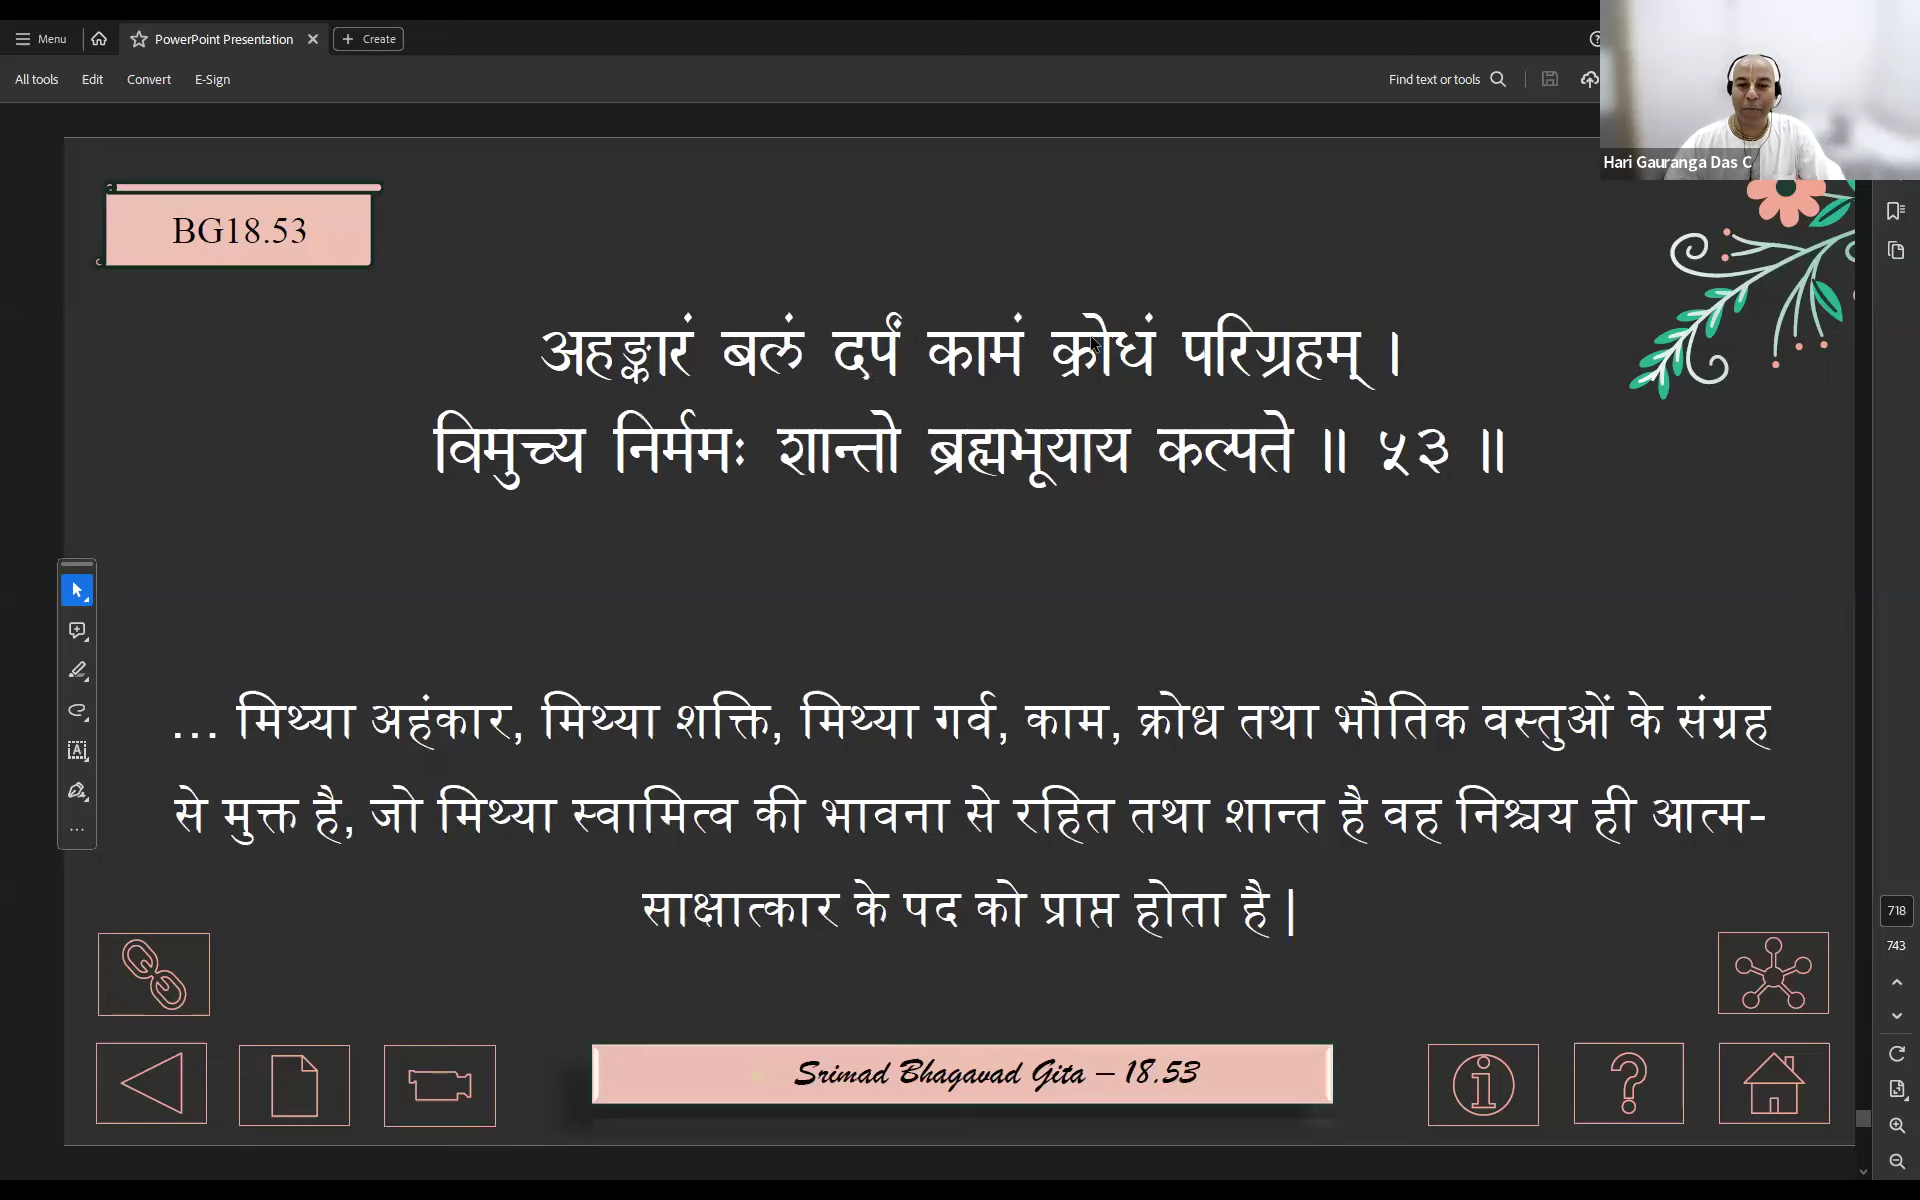 Menu
PowerPoint Presentation
Create
All tools
Edit
Convert
E-Sign
Find text or tools
Hari Gauranga Das C
BG18.53
अहङ्कारं बलं दर्पं कामं क्रोधं परिग्रहम् ।
विमुच्य निर्ममः शान्तो ब्रह्मभूयाय कल्पते ॥ ५३ ॥
... मिथ्या अहंकार, मिथ्या शक्ति, मिथ्या गर्व, काम, क्रोध तथा भौतिक वस्तुओं के संग्रह
से मुक्त है, जो मिथ्या स्वामित्व की भावना से रहित तथा शान्त है वह निश्चय ही आत्म-
साक्षात्कार के पद को प्राप्त होता है |
718
743
Srimad Bhagavad Gita – 18.53